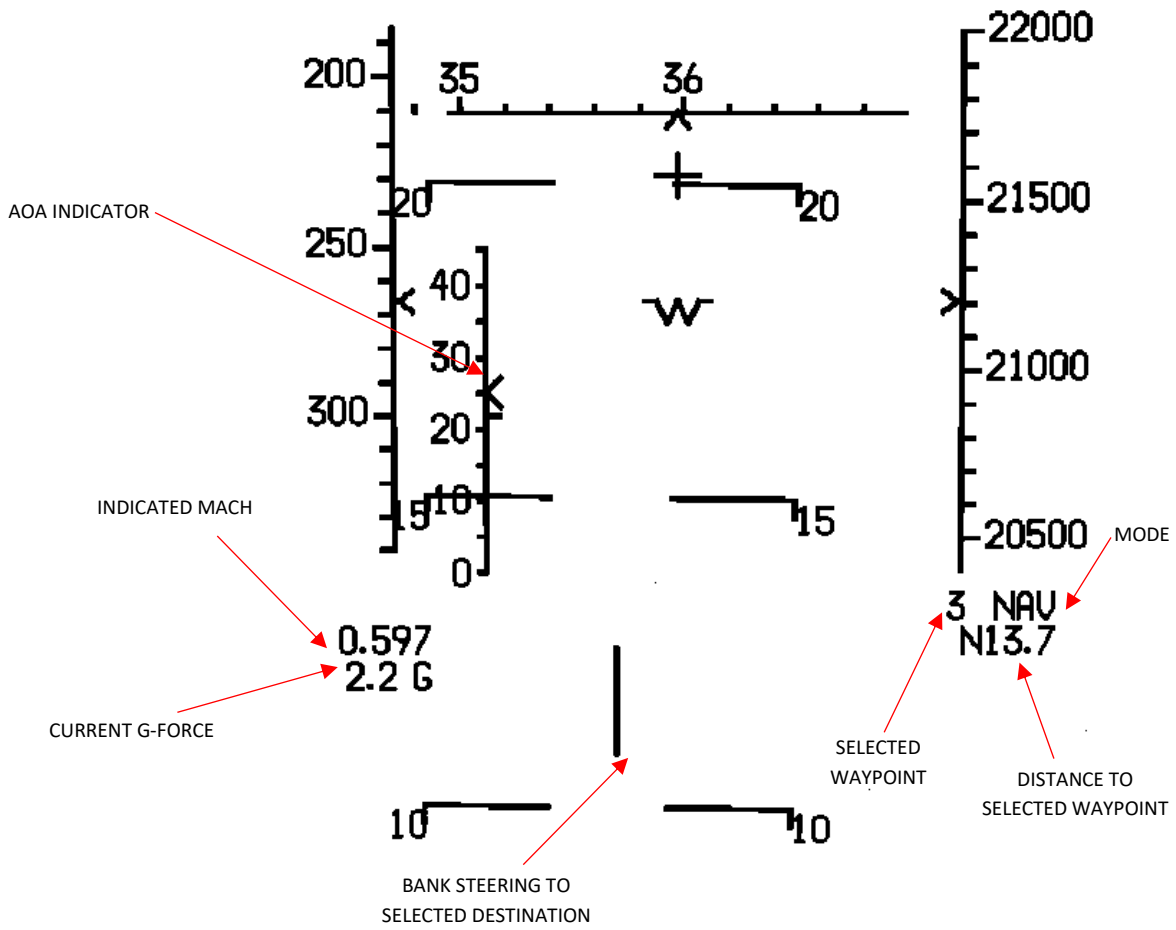 22000
200
35
36
20
20
21500
AOA INDICATOR
250
40
30
21000
300
20
INDICATED MACH
10
15
15
20500
MODE
0
3 NAV
0.597
N13.7
2.2 G
CURRENT G-FORCE
SELECTED
WAYPOINT
DISTANCE TO
SELECTED WAYPOINT
10
10
BANK STEERING TO
SELECTED DESTINATION